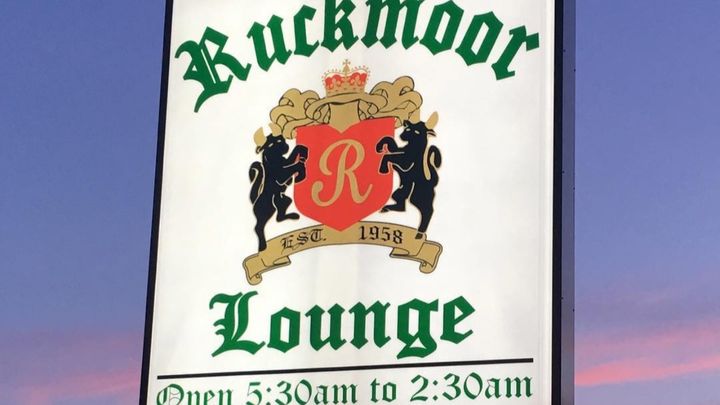 Ruckmoor
R
EST. 1958
Lounge
Open 5:30am to 2:30am